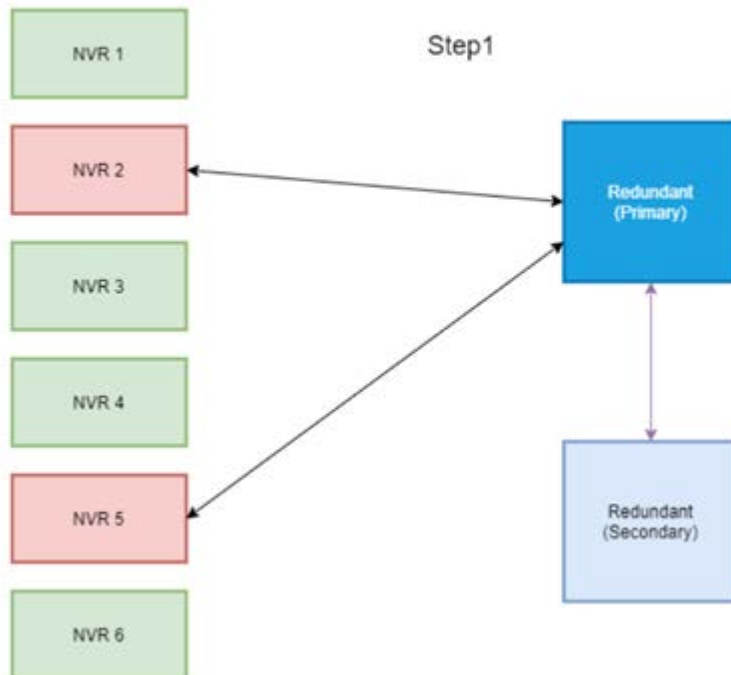 Step1
NVR 1
NVR 2
NVR 3
NVR 4
NVR 5
NVR 6
Redundant
(Primary)
Redundant
(Secondary)